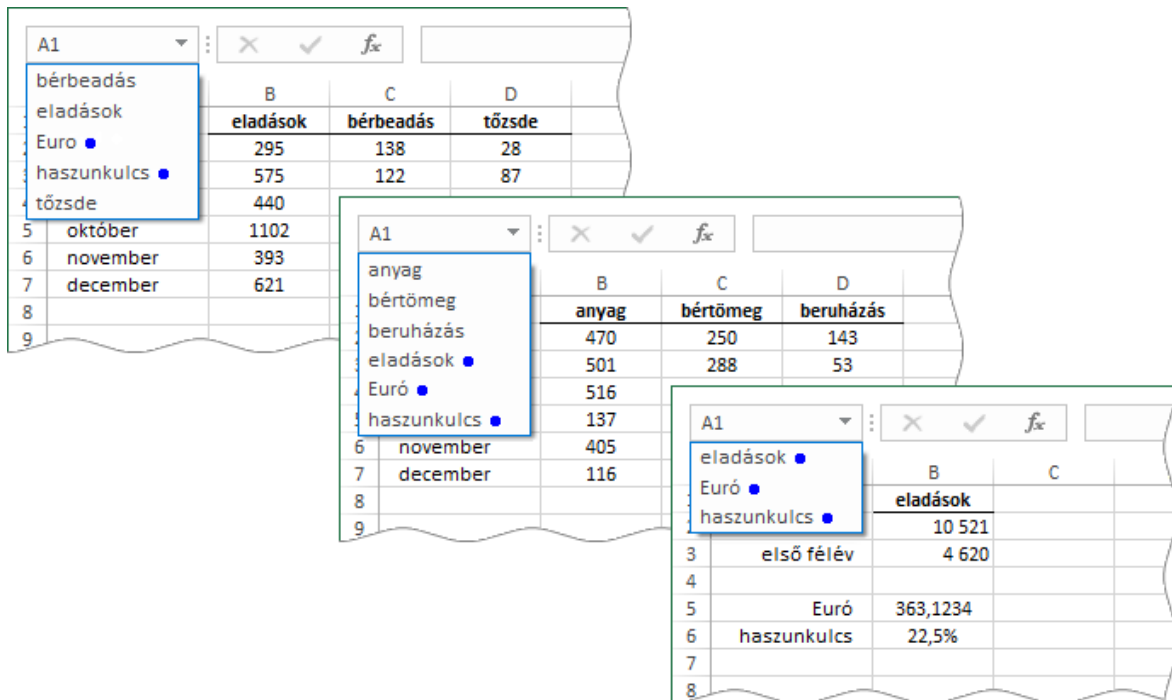 A1 fx
bérbeadás
eladások
Euro
haszunkulcs
tőzsde
B C D
eladások bérbeadás tőzsde
295 138 28
575 122 87
440
5 október 1102
6 november 393
7 december 621
8
9
A1 fx
anyag
bértömeg
beruházás
eladások
Euró
haszunkulcs
B C D
anyag bértömeg beruházás
470 250 143
501 288 53
516
137
6 november 405
7 december 116
8
9
A1 fx
eladások
Euró
haszunkulcs
B C
eladások
10 521
3 első félév 4 620
4
5 Euró 363,1234
6 haszunkulcs 22,5%
7
8